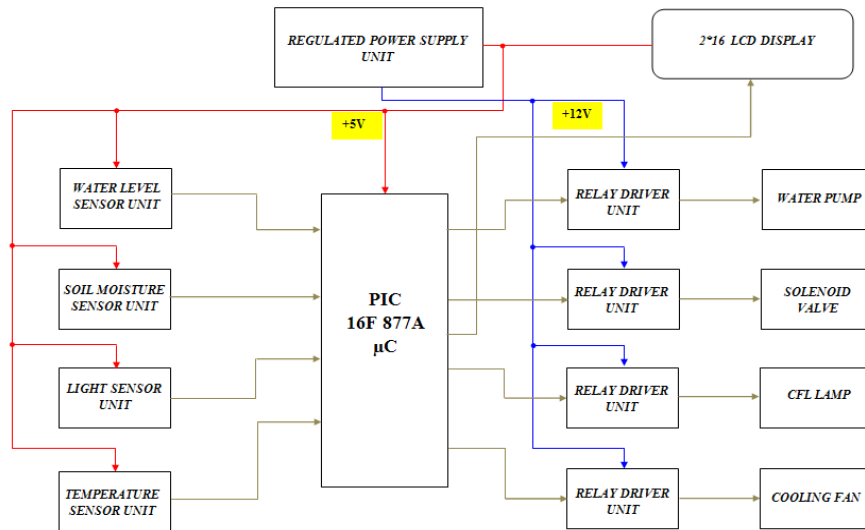 REGULATED POWER SUPPLY
UNIT
2*16 LCD DISPLAY
+5V
+12V
WATER LEVEL
SENSOR UNIT
RELAY DRIVER
UNIT
WATER PUMP
SOIL MOISTURE
SENSOR UNIT
PIC
16F 877A
μC
RELAY DRIVER
UNIT
SOLENOID
VALVE
LIGHT SENSOR
UNIT
RELAY DRIVER
UNIT
CFL LAMP
TEMPERATURE
SENSOR UNIT
RELAY DRIVER
UNIT
COOLING FAN